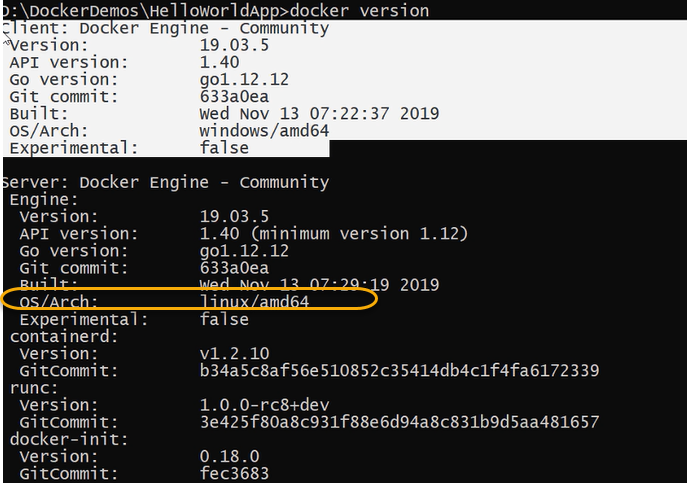 D:\DockerDemos\HelloWorldApp>docker version
Client: Docker Engine - Community
Version: 19.03.5
API version: 1.40
Go version: go1.12.12
Git commit: 633a0ea
Built: Wed Nov 13 07:22:37 2019
OS/Arch: windows/amd64
Experimental: false
Server: Docker Engine - Community
Engine:
Version: 19.03.5
API version: 1.40 (minimum version 1.12)
Go version: go1.12.12
Git commit: 633a0ea
Built: Wed Nov 13 07:29:19 2019
OS/Arch: linux/amd64
Experimental: false
containerd:
Version: v1.2.10
GitCommit: b34a5c8af56e510852c35414db4c1f4fa6172339
runc:
Version: 1.0.0-rc8+dev
GitCommit: 3e425f80a8c931f88e6d94a8c831b9d5aa481657
docker-init:
Version: 0.18.0
GitCommit: fec3683